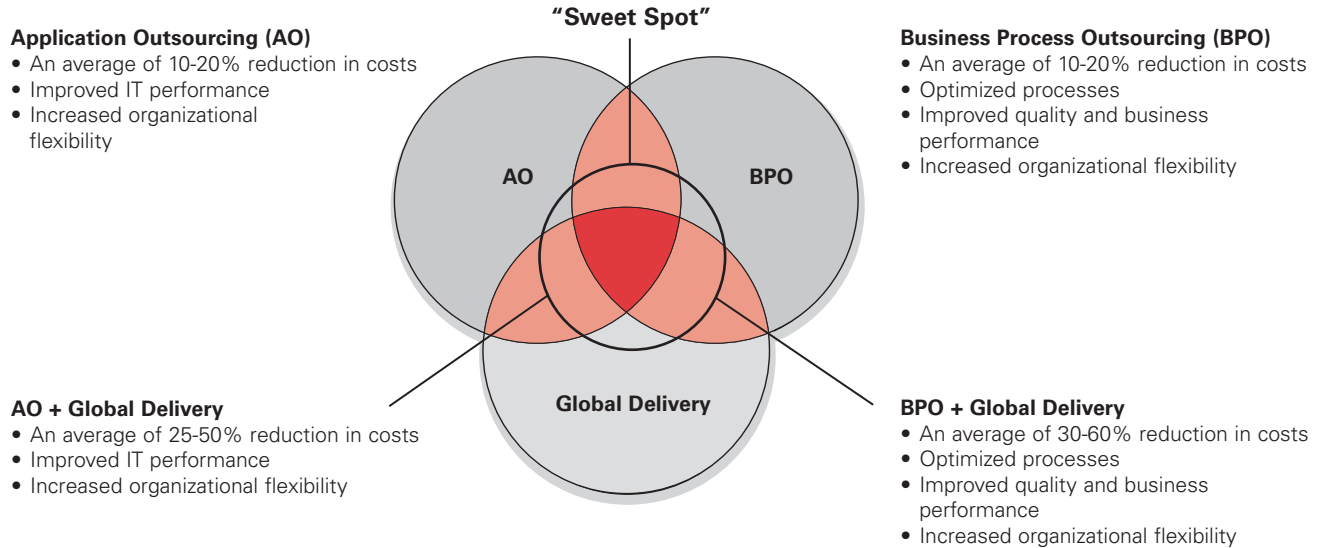 “Sweet Spot”
Application Outsourcing (AO)
• An average of 10-20% reduction in costs
• Improved IT performance
• Increased organizational
flexibility
Business Process Outsourcing (BPO)
• An average of 10-20% reduction in costs
• Optimized processes
• Improved quality and business
performance
• Increased organizational flexibility
AO
BPO
Global Delivery
AO + Global Delivery
• An average of 25-50% reduction in costs
• Improved IT performance
• Increased organizational flexibility
BPO + Global Delivery
• An average of 30-60% reduction in costs
• Optimized processes
• Improved quality and business
performance
• Increased organizational flexibility